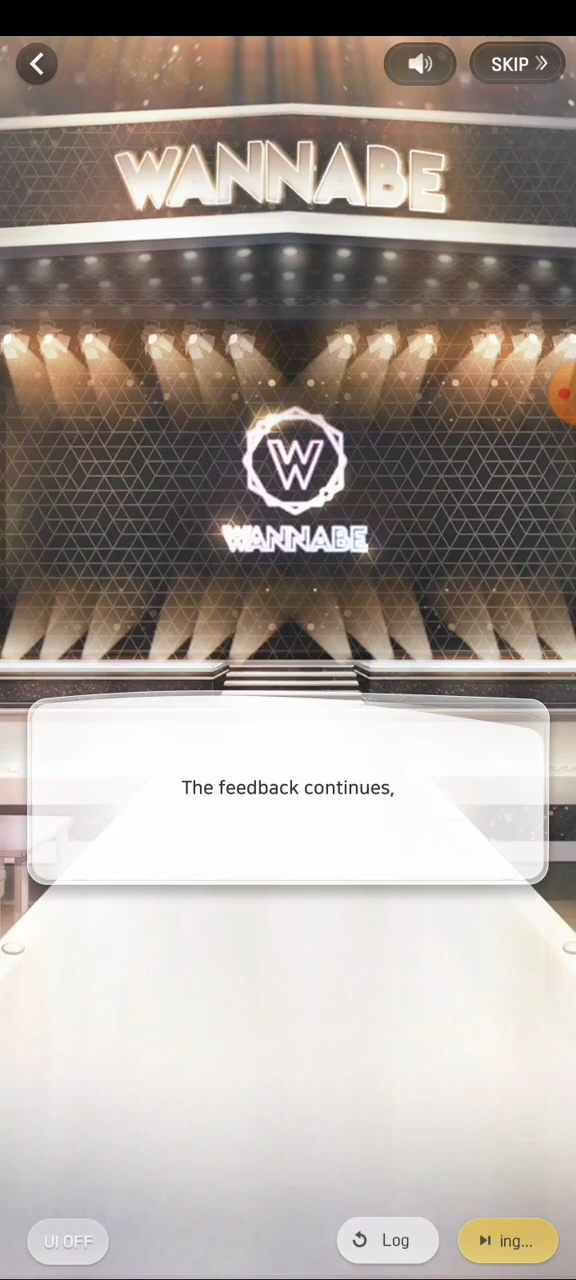 SKIP
WANNABE
W
WANNABE
The feedback continues,
UI OFF
Log
ing...